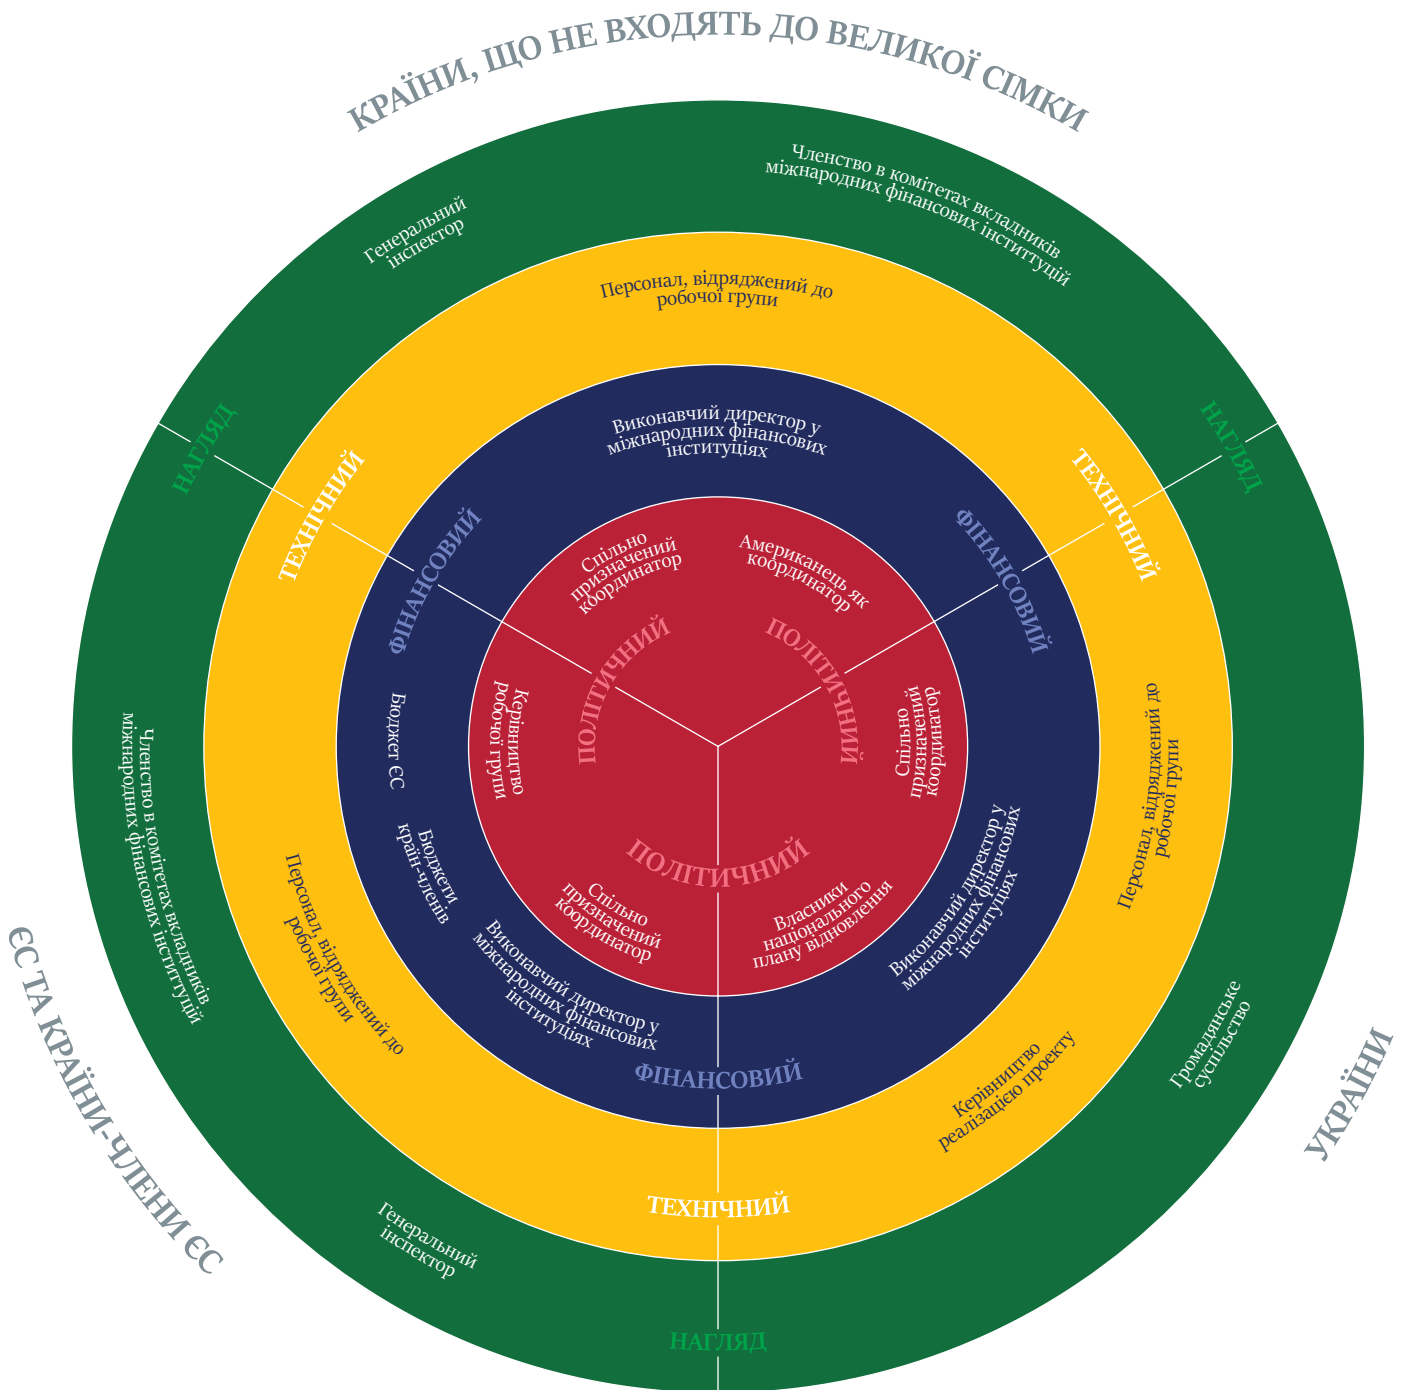 КРАЇНИ, ЩО НЕ ВХОДЯТЬ ДО ВЕЛИКОЇ СІМКИ
Членство в комітетах вкладників
міжнародних фінансових інституцій
Генеральний
інспектор
Персонал, відряджений до
робочої групи
Виконавчий директор у
міжнародних фінансових
інституціях
НАГЛЯД
НАГЛЯД
ТЕХНІЧНИЙ
ТЕХНІЧНИЙ
ФІНАНСОВИЙ
ФІНАНСОВИЙ
Спільно
призначений
координатор
Американець як
координатор
ПОЛІТИЧНИЙ
ПОЛІТИЧНИЙ
Керівництво
робочої групи
Спільно
призначений
координатор
Бюджет ЄС
Бюджети
країн-членів
ПОЛІТИЧНИЙ
Спільно
призначений
координатор
Власники
національного
плану відновлення
Виконавчий директор у
міжнародних фінансових
інституціях
Виконавчий директор у
міжнародних фінансових
інституціях
Персонал, відряджений до
робочої групи
Персонал, відряджений до
робочої групи
Членство в комітетах вкладників
міжнародних фінансових інституцій
ФІНАНСОВИЙ
Керівництво
реалізацією проекту
Громадянське
суспільство
ТЕХНІЧНИЙ
Генеральний
інспектор
НАГЛЯД
ЄС ТА КРАЇНИ-ЧЛЕНИ ЄС
УКРАЇНИ